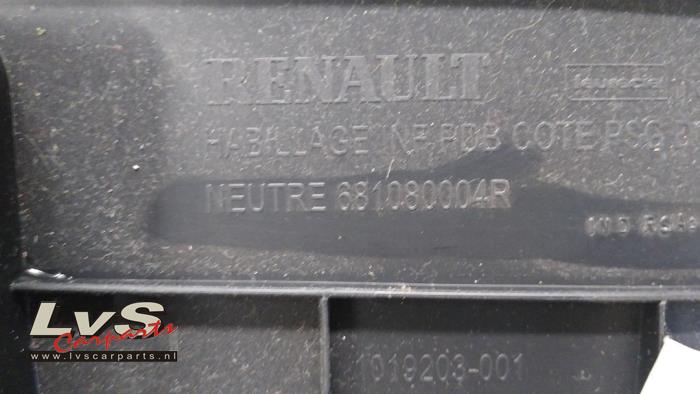 RENAULT
HABILLAGE INF PDB COTE PSG
NEUTRE 681080004R
LvS
Carparts
www.lvscarparts.nl
1019203-001